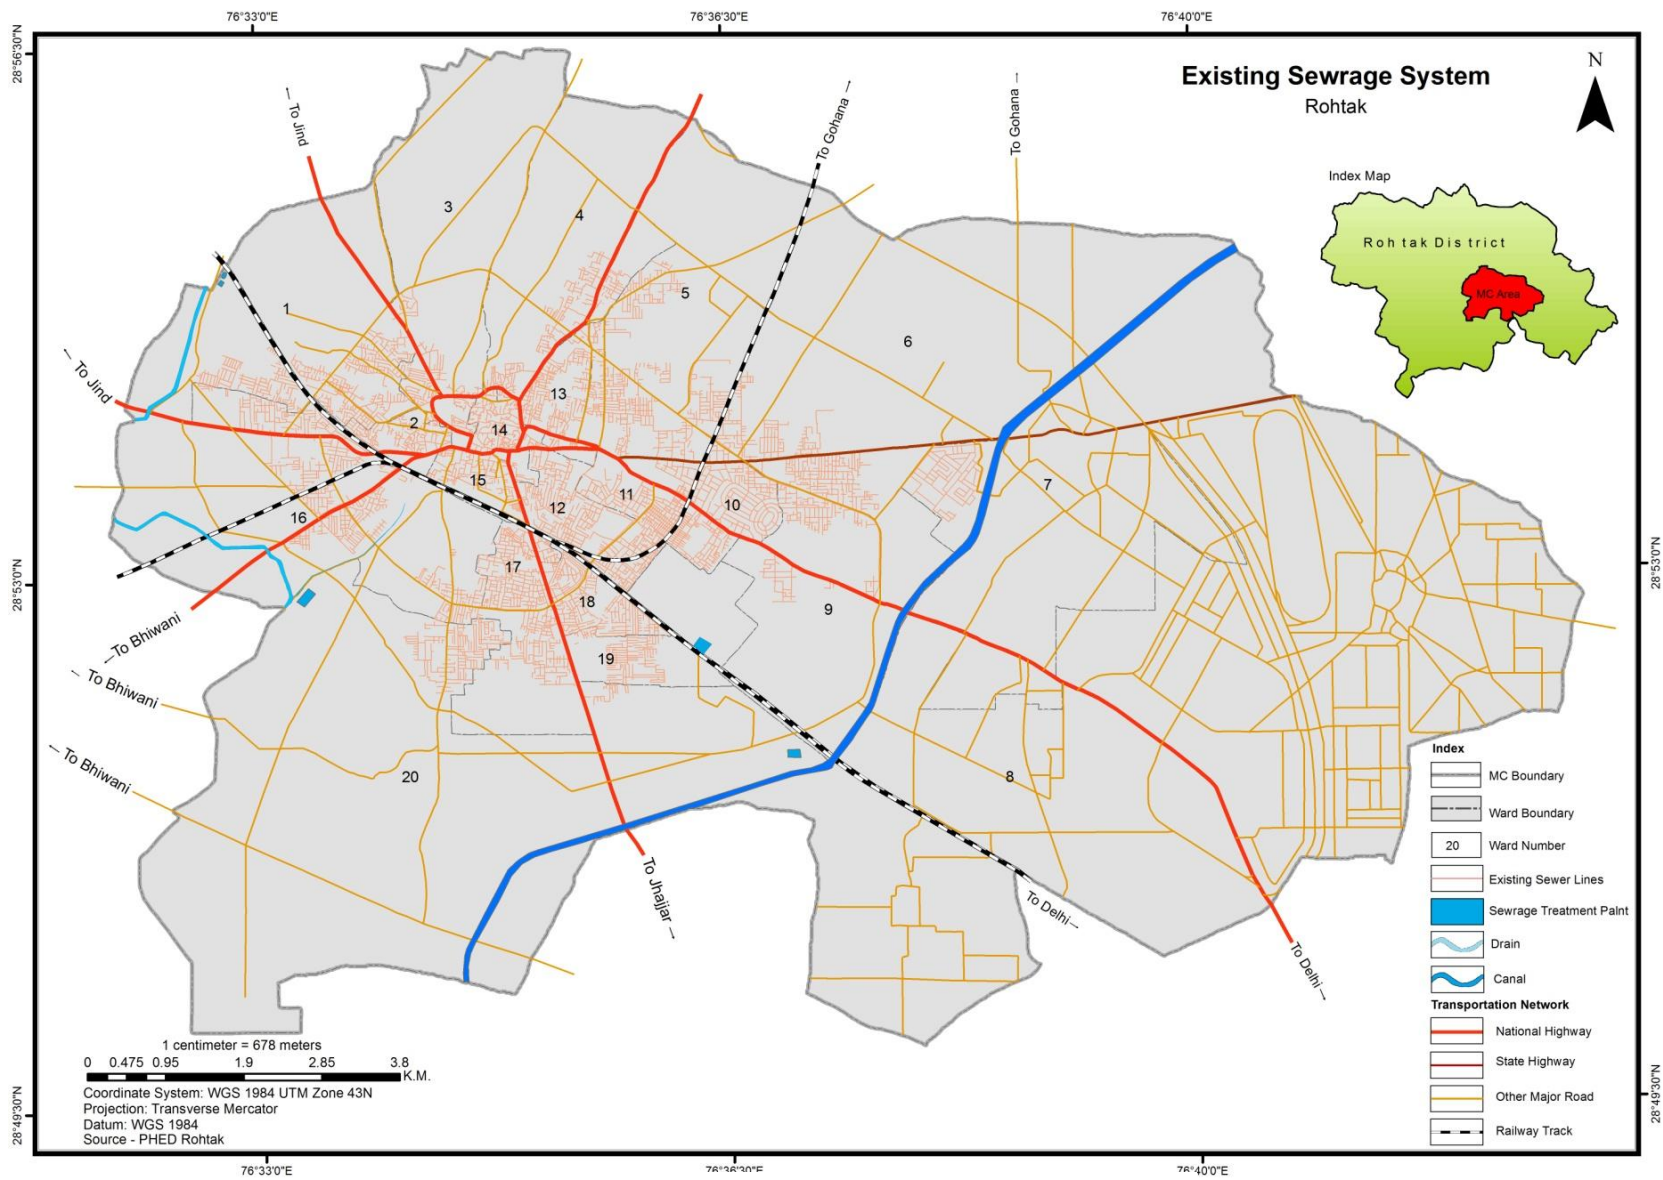 76°33'0"E
76°36'30"E
76°40'0"E
28°56'30"N
Existing Sewrage System
Rohtak
N
← To Jind
To Gohana →
To Gohana →
Index Map
Roh tak Dis trict
MC Area
3
4
5
1
6
← To Jind
13
2
14
15
11
10
7
16
12
17
18
9
19
28°53'0"N
28°53'0"N
← To Bhiwani
← To Bhiwani
← To Bhiwani
20
8
To Jhajjar →
To Delhi →
To Delhi →
Index
MC Boundary
Ward Boundary
20 Ward Number
Existing Sewer Lines
Sewrage Treatment Palnt
Drain
Canal
Transportation Network
National Highway
State Highway
Other Major Road
Railway Track
1 centimeter = 678 meters
0 0.475 0.95 1.9 2.85 3.8
K.M.
Coordinate System: WGS 1984 UTM Zone 43N
Projection: Transverse Mercator
Datum: WGS 1984
Source - PHED Rohtak
28°49'30"N
28°49'30"N
76°33'0"E
76°36'30"E
76°40'0"E